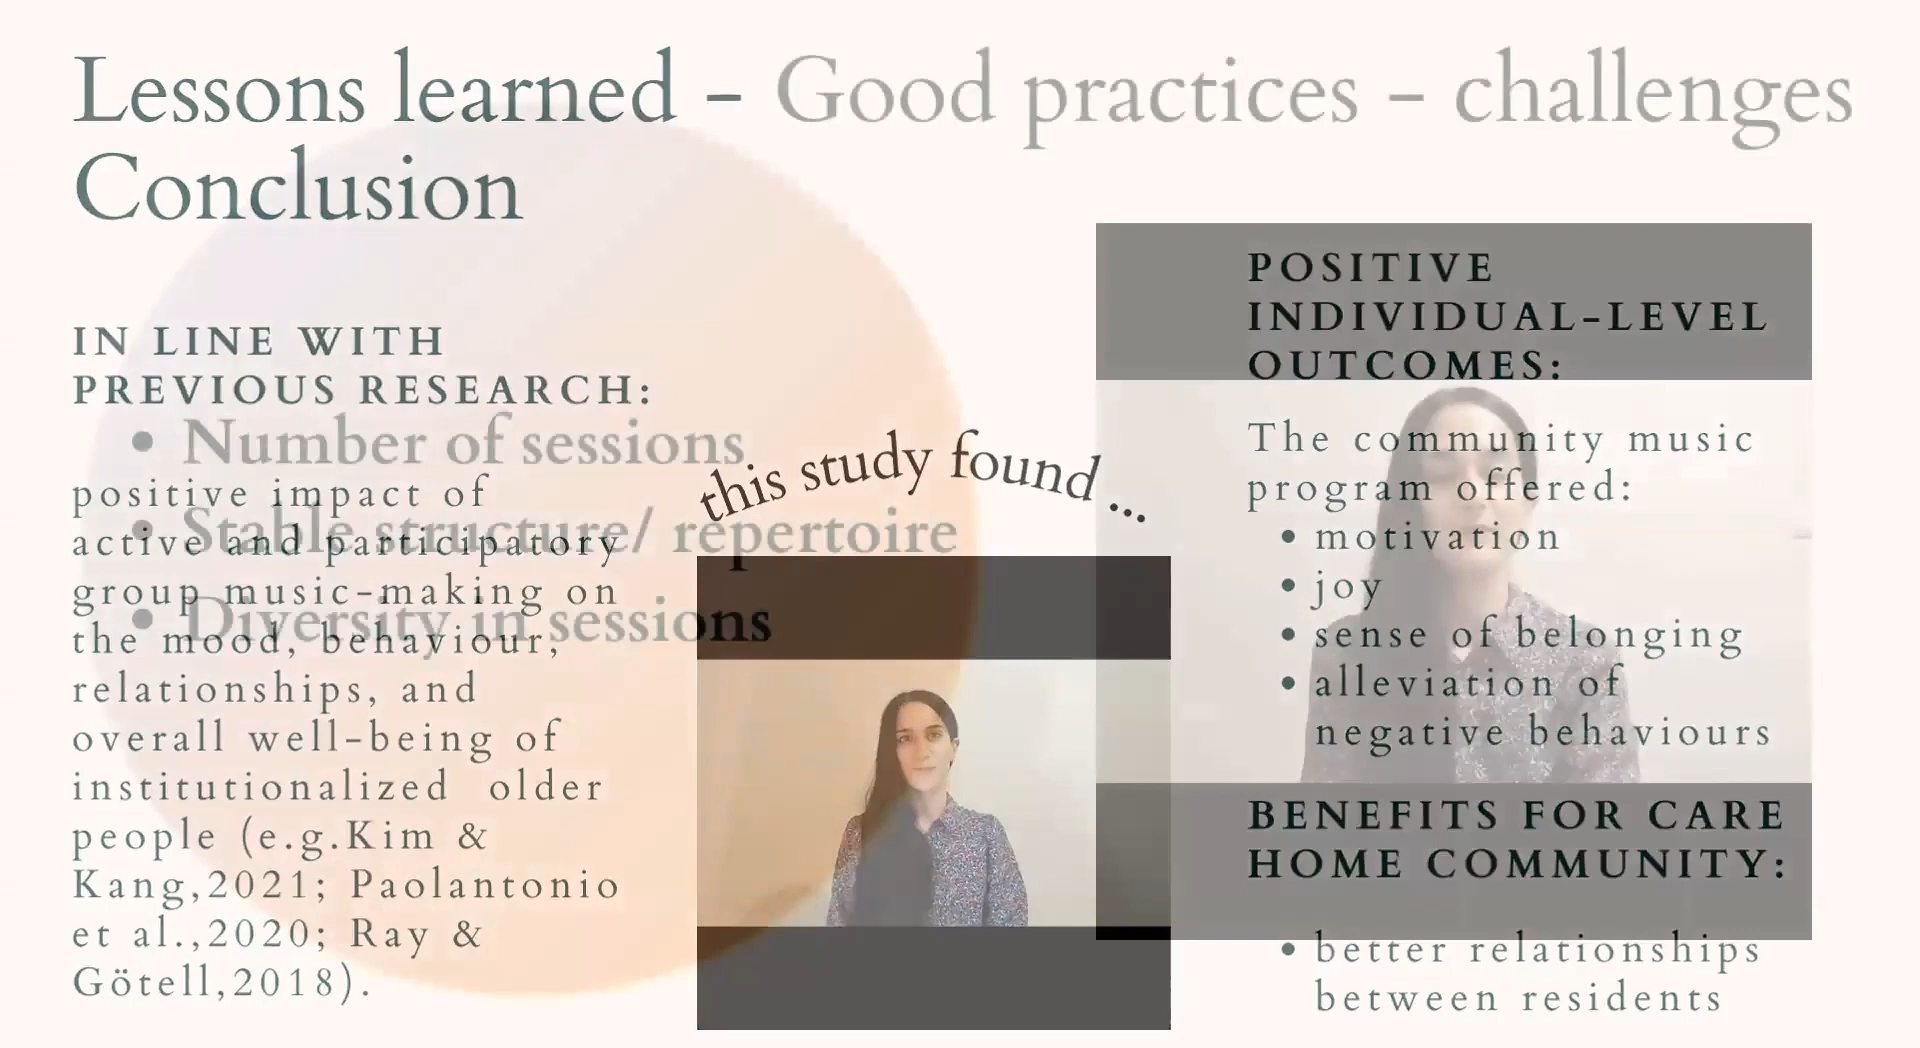 Lessons learned - Good practices - challenges
Conclusion
IN LINE WITH
PREVIOUS RESEARCH:
• Number of sessions
positive impact of
• Stable structure/ repertoire
active and participatory
group music-making on
• Diversity in sessions
the mood, behaviour,
relationships, and
overall well-being of
institutionalized older
people (e.g.Kim &
Kang,2021; Paolantonio
et al.,2020; Ray &
Götell,2018).
this study found ...
POSITIVE
INDIVIDUAL-LEVEL
OUTCOMES:
The community music
program offered:
• motivation
• joy
• sense of belonging
• alleviation of
negative behaviours
BENEFITS FOR CARE
HOME COMMUNITY:
• better relationships
between residents